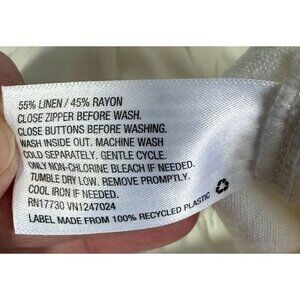 55% LINEN / 45% RAYON
CLOSE ZIPPER BEFORE WASH.
CLOSE BUTTONS BEFORE WASHING.
WASH INSIDE OUT. MACHINE WASH
COLD SEPARATELY. GENTLE CYCLE.
ONLY NON-CHLORINE BLEACH IF NEEDED.
TUMBLE DRY LOW. REMOVE PROMPTLY.
COOL IRON IF NEEDED.
RN17730 VN1247024
LABEL MADE FROM 100% RECYCLED PLASTIC